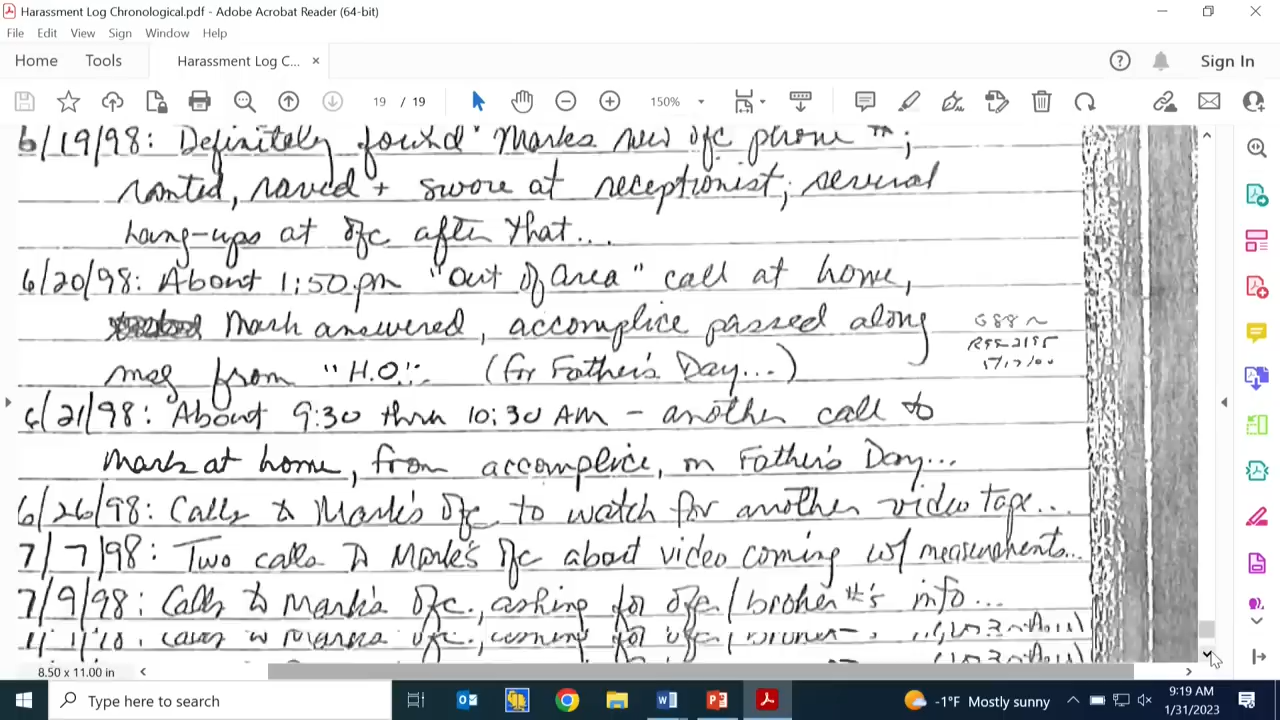 Harassment Log Chronological.pdf - Adobe Acrobat Reader (64-bit)
File Edit View Sign Window Help
Home Tools Harassment Log C... × Sign In
19 / 19 150%
6/19/98: Definitely found Marks new ofc phone #;
ranted, raved + swore at receptionist; several
hang-ups at ofc after that...
6/20/98: About 1:50 pm "out of area" call at home,
Mark answered, accomplice passed along
msg from "H.O." (for Father's Day...)
6/21/98: About 9:30 thru 10:30 AM - another call to
Mark at home, from accomplice, on Father's Day...
6/26/98: Calls to Mark's ofc to watch for another video tape...
7/7/98: Two calls to Mark's ofc about video coming w/ measurements...
7/9/98: Calls to Mark's ofc., asking for ofc/broker #'s info...
8.50 x 11.00 in
Type here to search
-1°F Mostly sunny
9:19 AM
1/31/2023